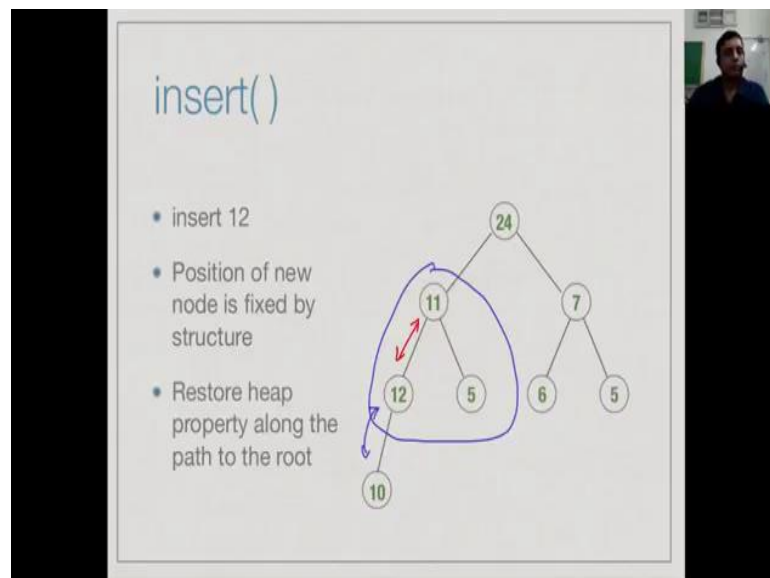 insert( )
• insert 12
• Position of new
node is fixed by
structure
• Restore heap
property along the
path to the root
24
11
7
12
5
6
5
10